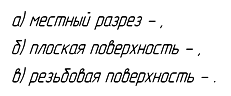 а) местный разрез – ,
б) плоская поверхность – ,
в) резьбовая поверхность – .